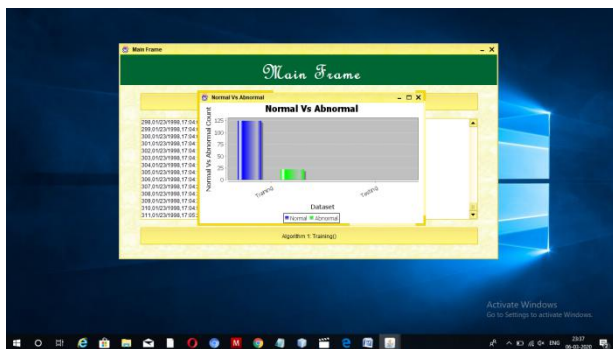 Main Frame
Main Frame
Normal Vs Abnormal
Normal Vs Abnormal
Normal Vs Abnormal Count
125
100
75
50
25
0
Training
Testing
Dataset
Normal Abnormal
298,01/23/1998,17:04:
299,01/23/1998,17:04:
300,01/23/1998,17:04:
301,01/23/1998,17:04:
302,01/23/1998,17:04:
303,01/23/1998,17:04:
304,01/23/1998,17:04:
305,01/23/1998,17:04:
306,01/23/1998,17:04:
307,01/23/1998,17:04:
308,01/23/1998,17:04:
309,01/23/1998,17:04:
310,01/23/1998,17:04:
311,01/23/1998,17:05:
Algorithm 1: Training()
Activate Windows
Go to Settings to activate Windows.
ENG
23:37
06-03-2020